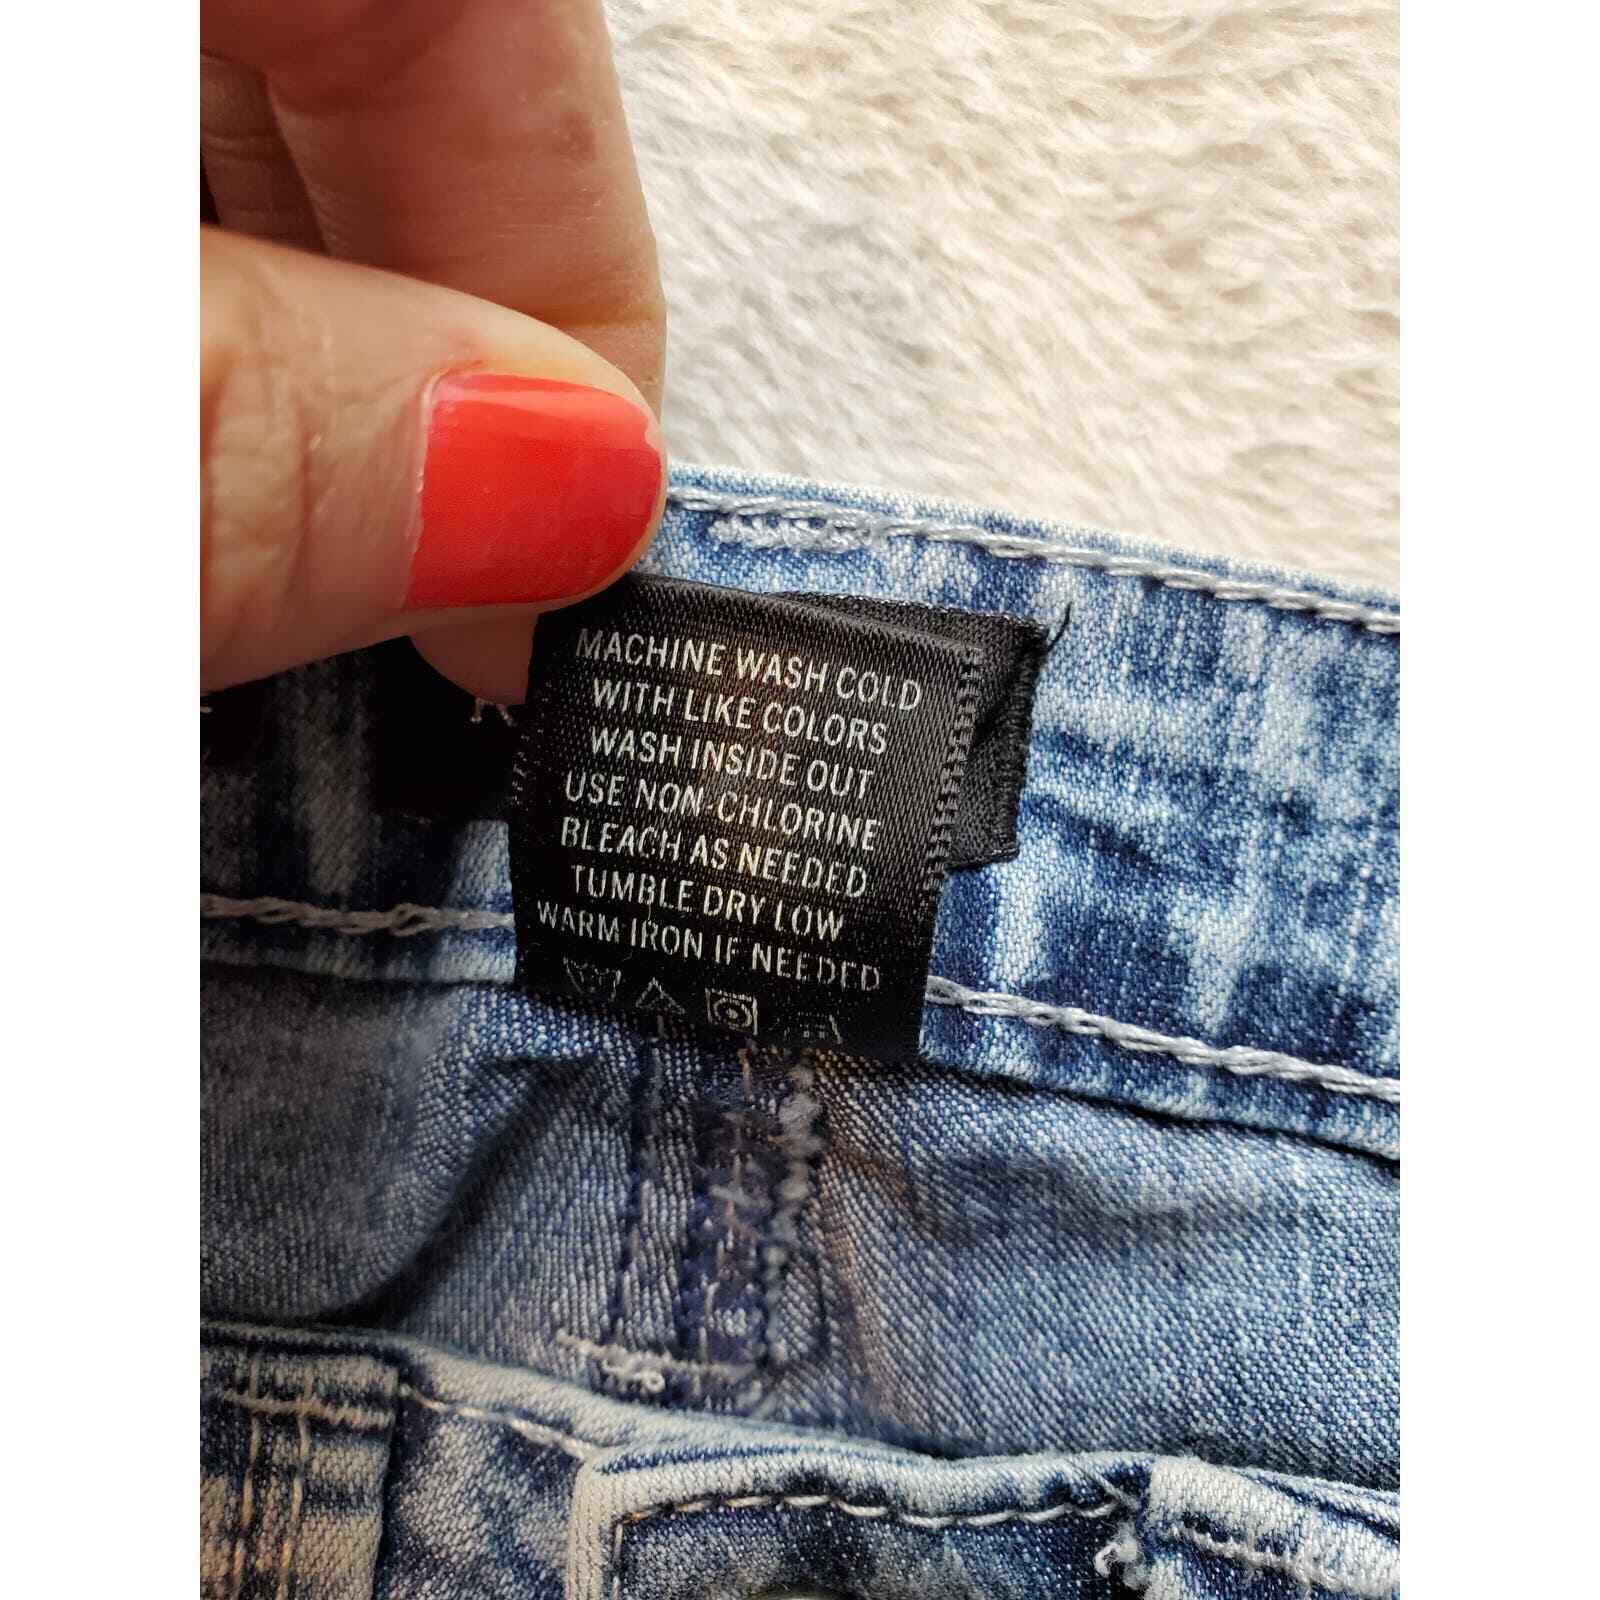 MACHINE WASH COLD
WITH LIKE COLORS
WASH INSIDE OUT
USE NON-CHLORINE
BLEACH AS NEEDED
TUMBLE DRY LOW
WARM IRON IF NEEDED